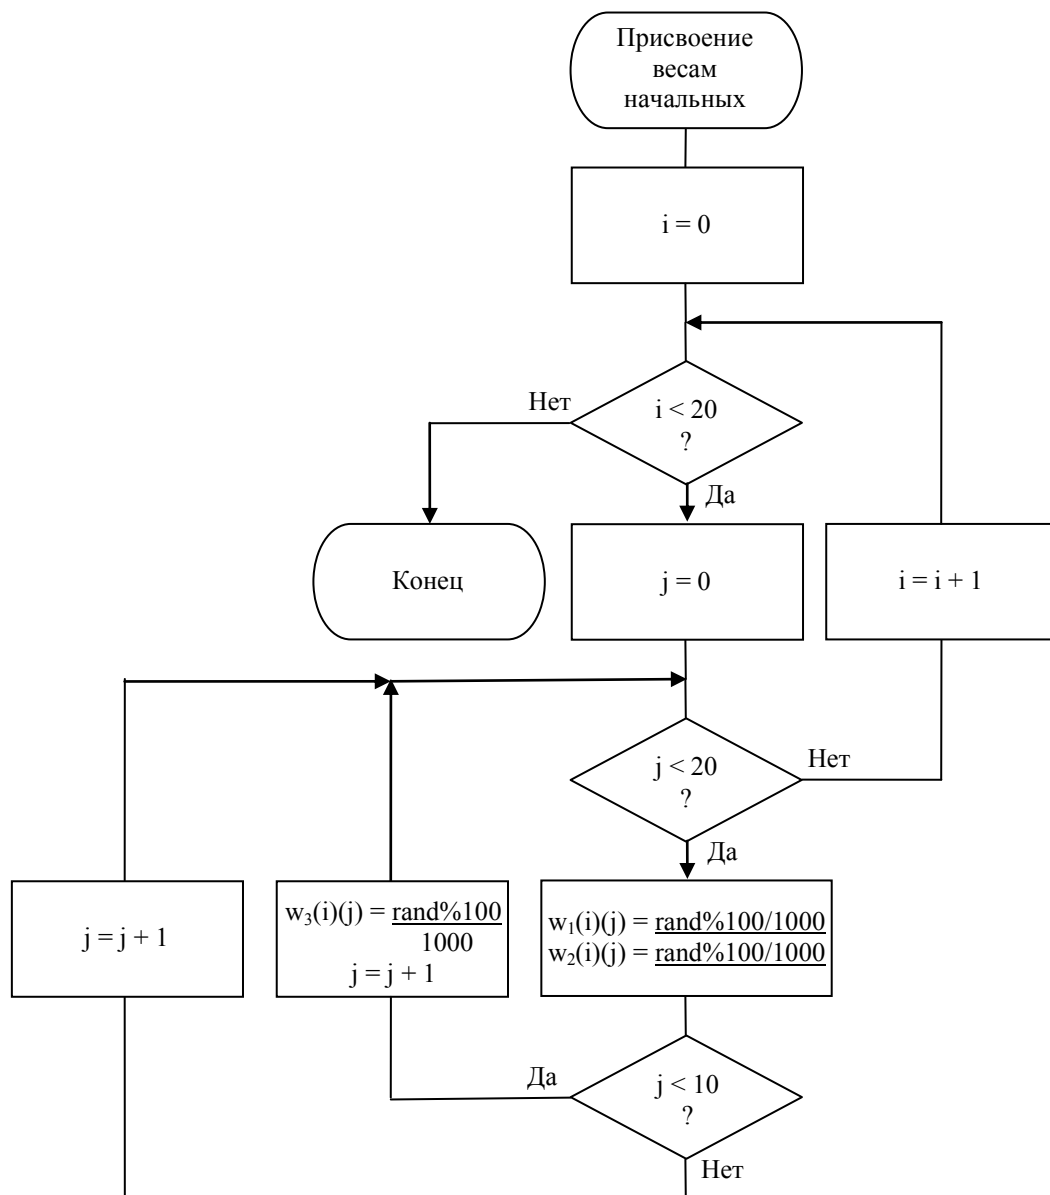 Присвоение
весам
начальных
i = 0
Нет
i < 20
?
Да
Конец
j = 0
i = i + 1
j < 20
?
Нет
Да
j = j + 1
w₃(i)(j) = rand%100
1000
j = j + 1
w₁(i)(j) = rand%100/1000
w₂(i)(j) = rand%100/1000
Да
j < 10
?
Нет